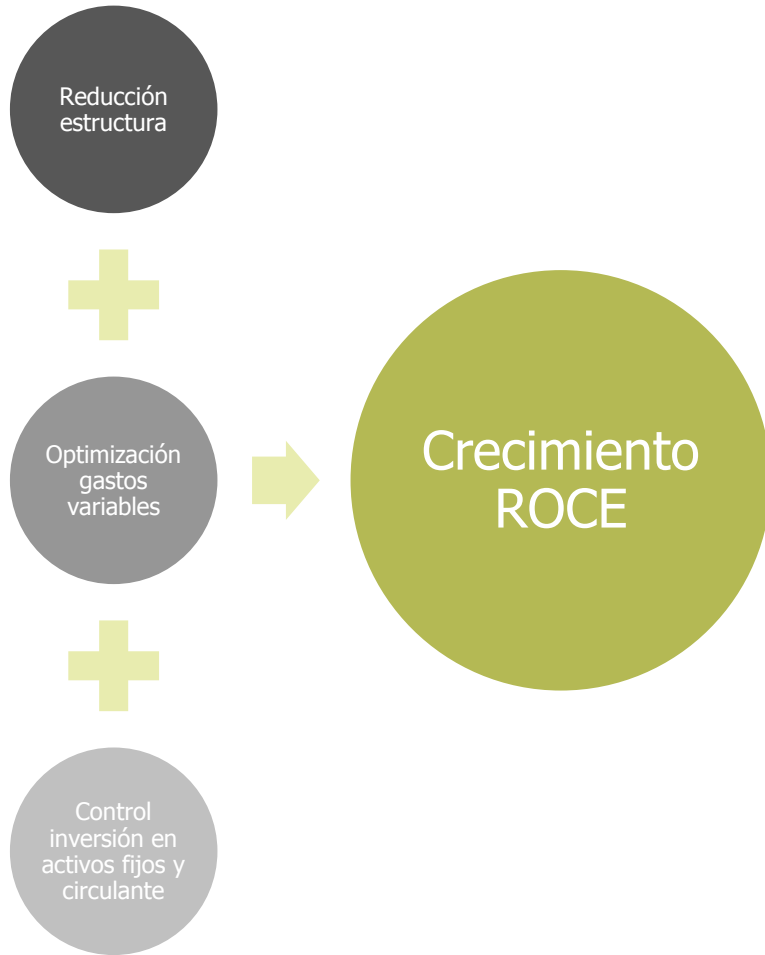 Reducción
estructura
Optimización
gastos
variables
Control
inversión en
activos fijos y
circulante
Crecimiento
ROCE